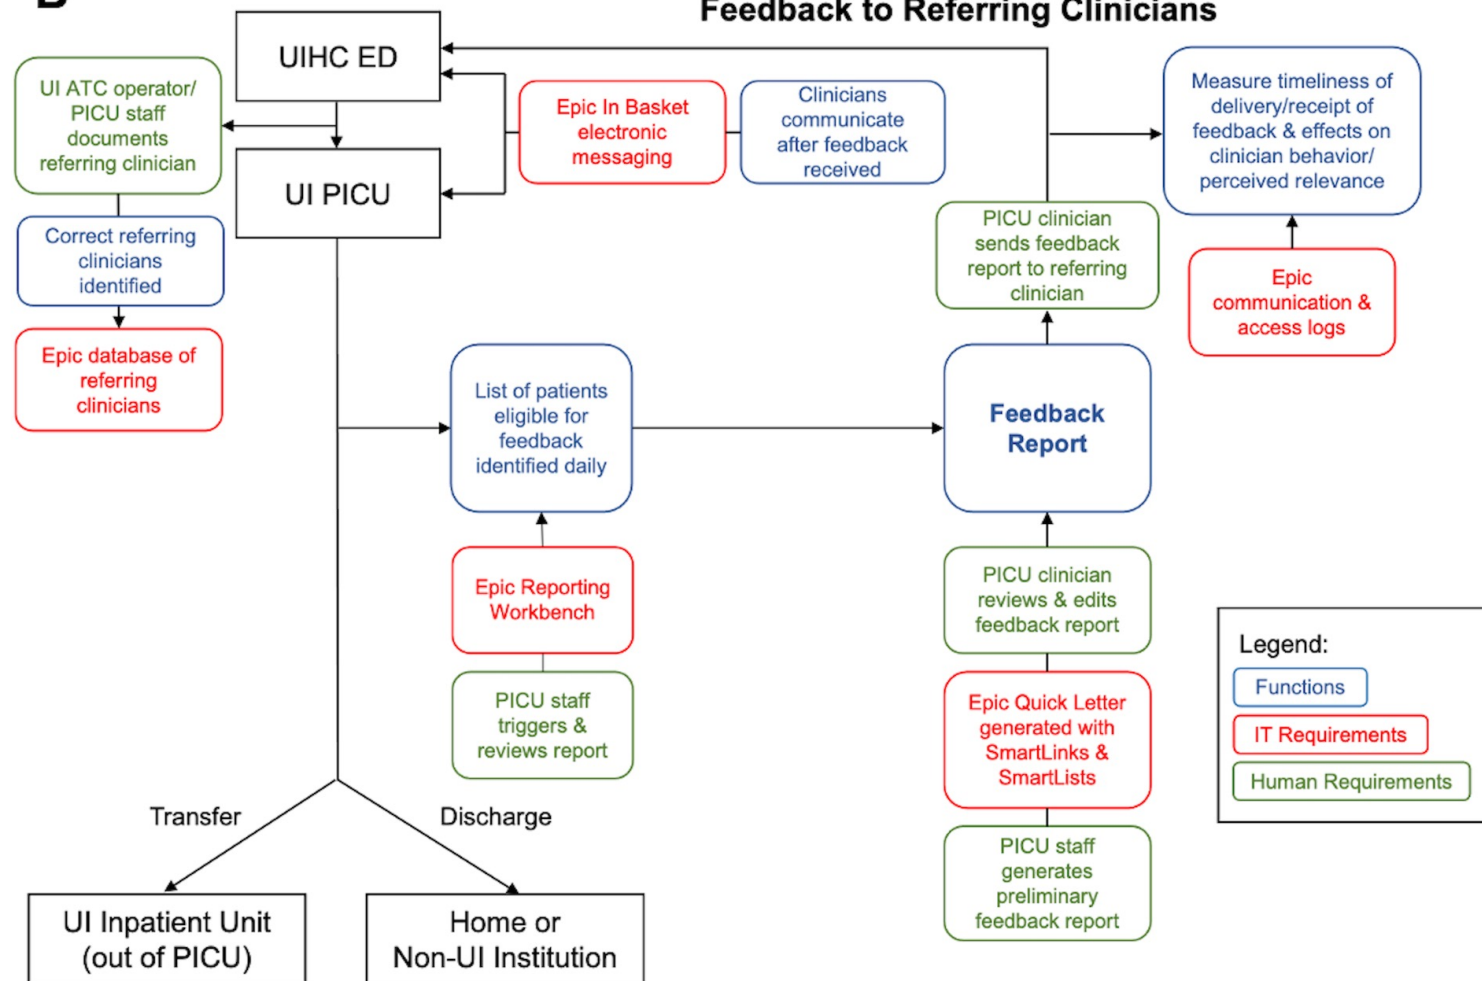 Feedback to Referring Clinicians
UIHC ED
UI ATC operator/
PICU staff
documents
referring clinician
UI PICU
Epic In Basket
electronic
messaging
Clinicians
communicate
after feedback
received
Measure timeliness of
delivery/receipt of
feedback & effects on
clinician behavior/
perceived relevance
Correct referring
clinicians
identified
PICU clinician
sends feedback
report to referring
clinician
Epic
communication &
access logs
Epic database of
referring
clinicians
List of patients
eligible for
feedback
identified daily
Feedback
Report
Epic Reporting
Workbench
PICU clinician
reviews & edits
feedback report
PICU staff
triggers &
reviews report
Epic Quick Letter
generated with
SmartLinks &
SmartLists
PICU staff
generates
preliminary
feedback report
Legend:
Functions
IT Requirements
Human Requirements
Transfer
Discharge
UI Inpatient Unit
(out of PICU)
Home or
Non-UI Institution